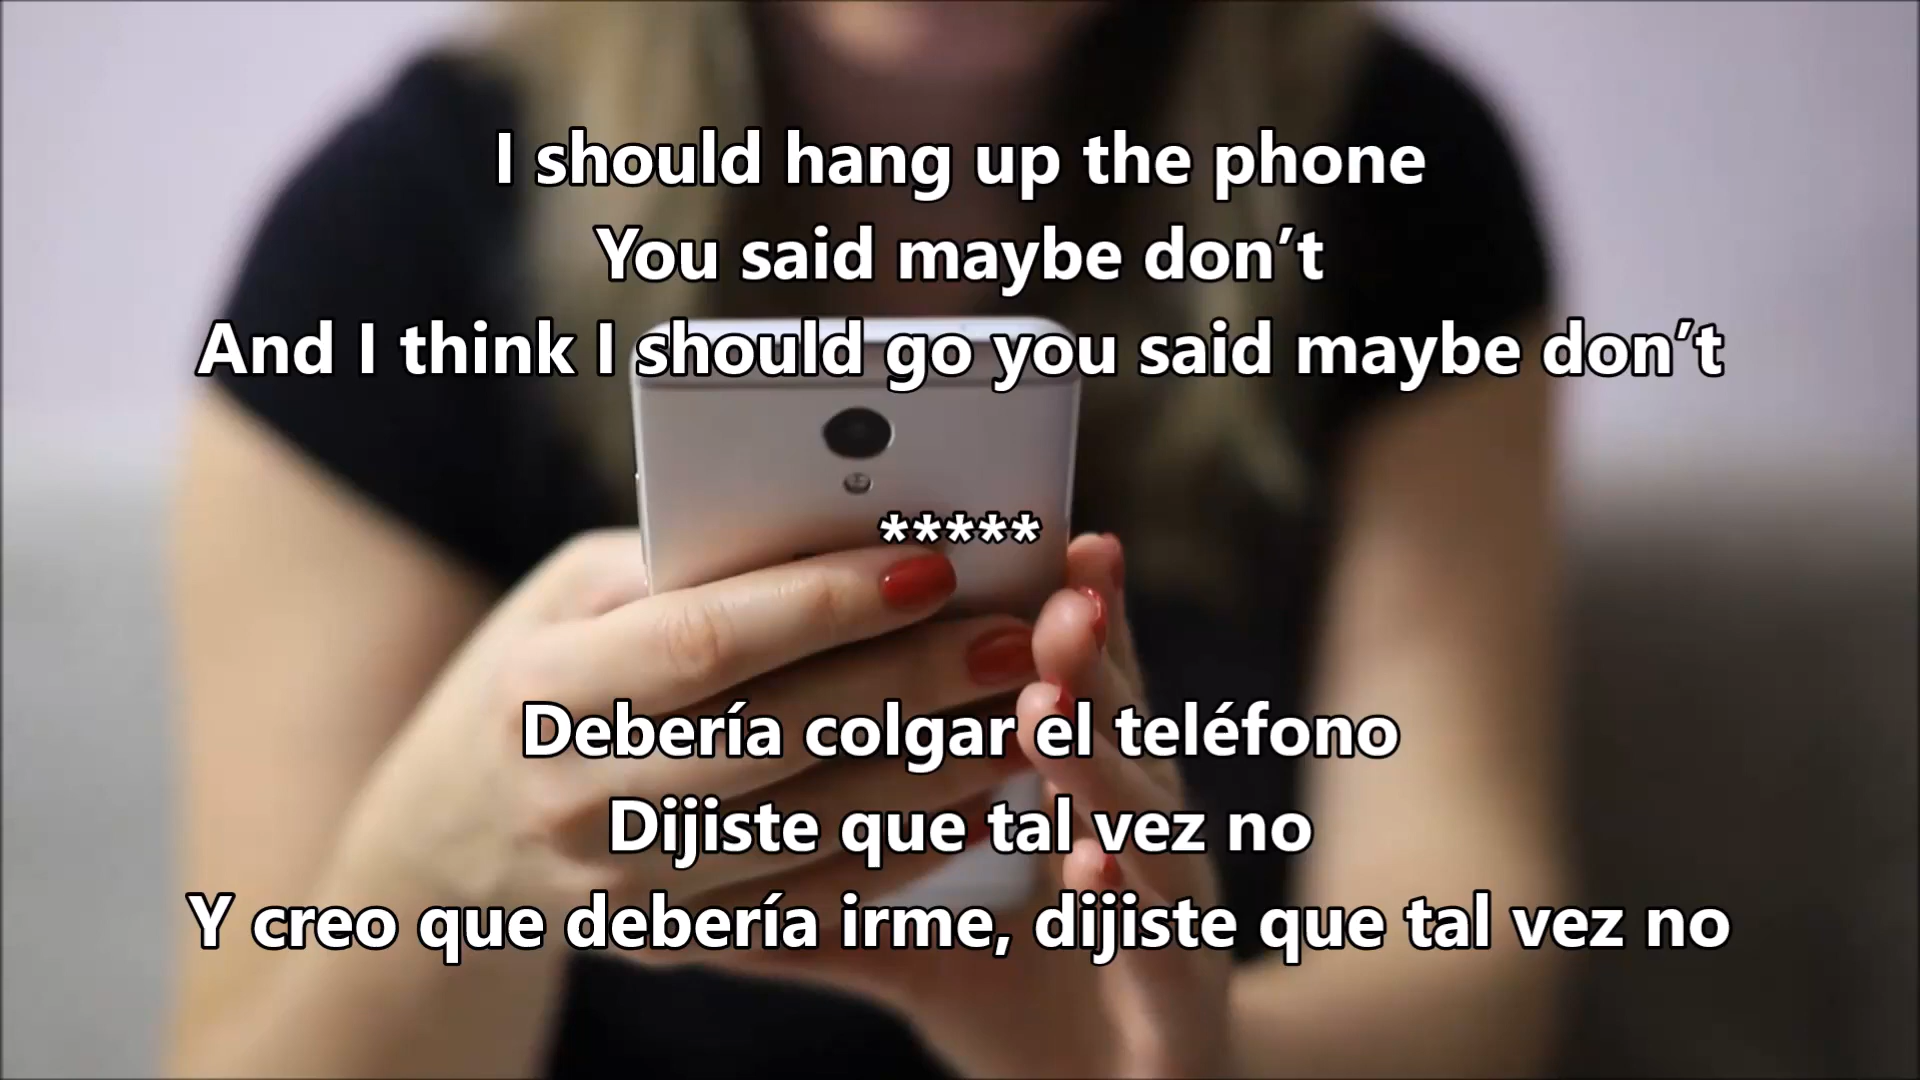 I should hang up the phone
You said maybe don’t
And I think I should go you said maybe don’t
*****
Debería colgar el teléfono
Dijiste que tal vez no
Y creo que debería irme, dijiste que tal vez no